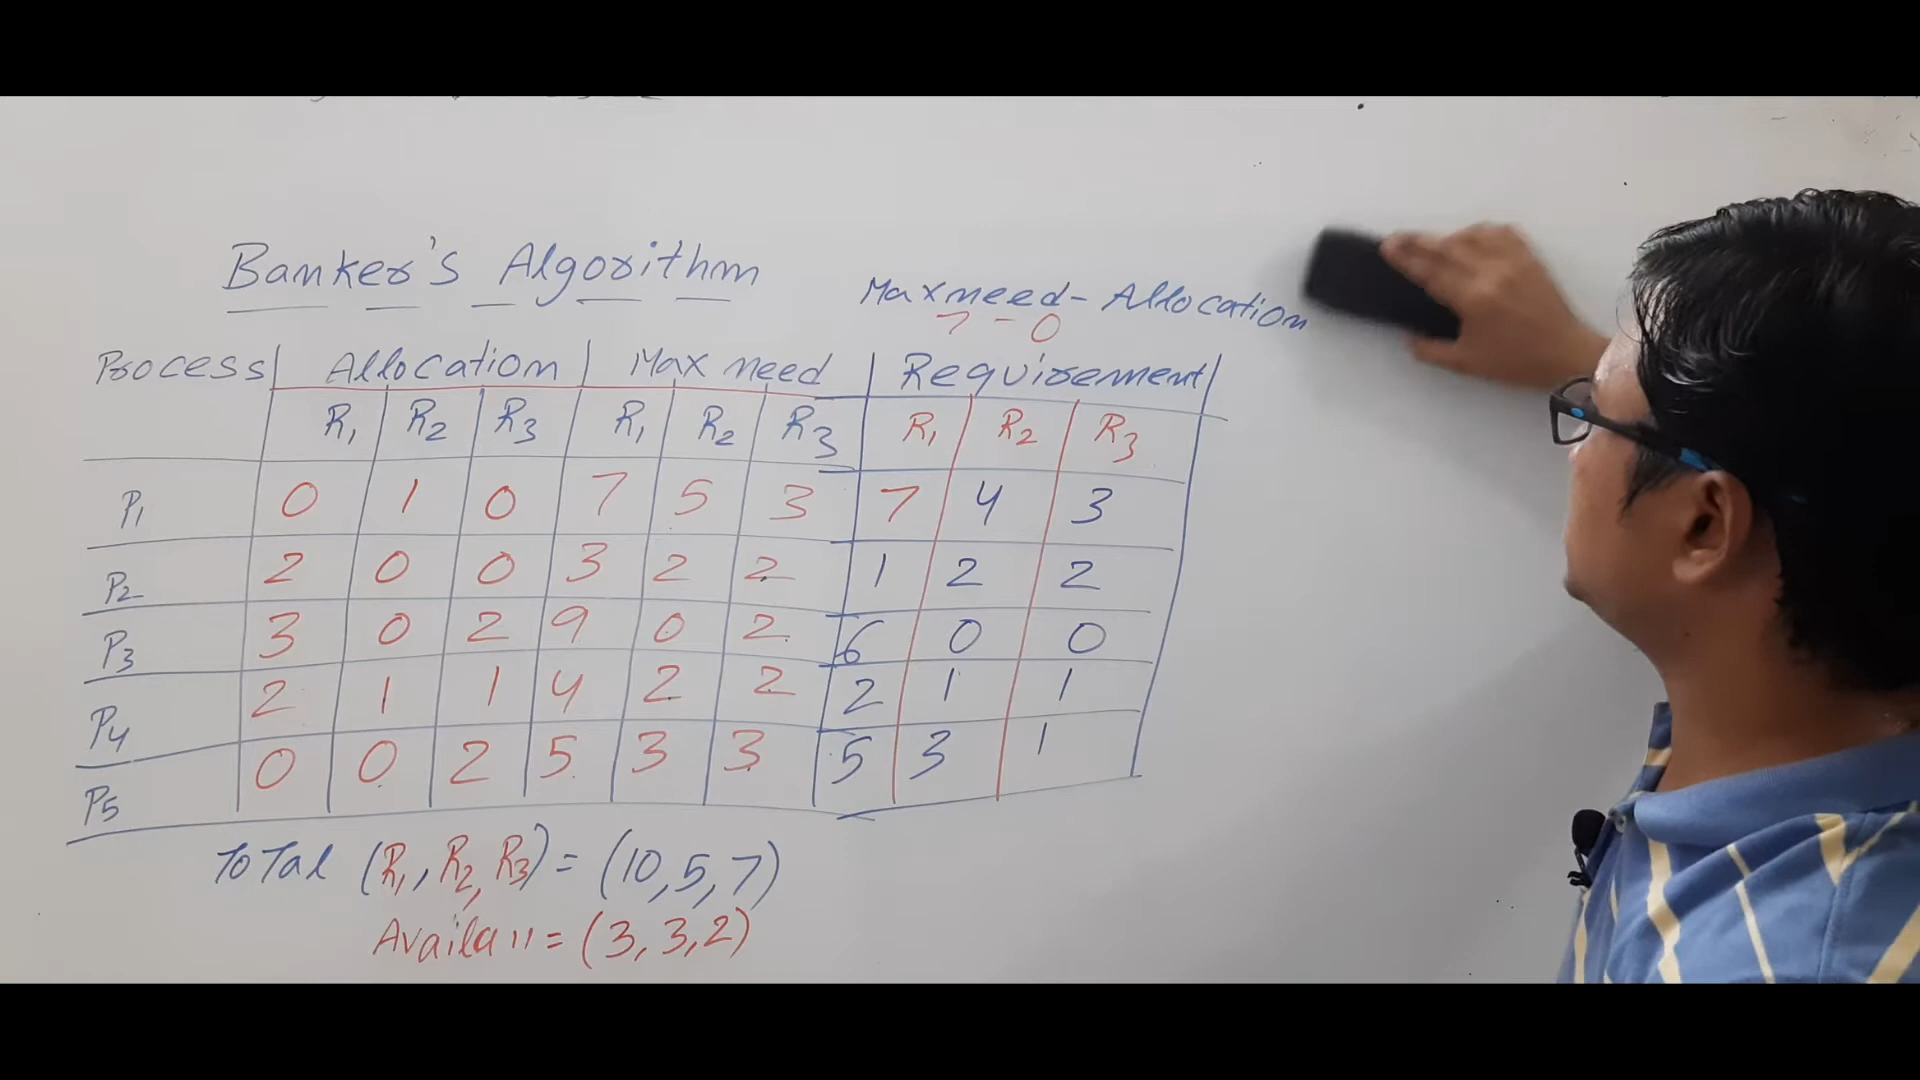 Banker's Algorithm
Maxneed - Allocation
7 - 0
Process Allocation Max need Requirement
R1 R2 R3 R1 R2 R3 R1 R2 R3
P1 0 1 0 7 5 3 7 4 3
P2 2 0 0 3 2 2 1 2 2
P3 3 0 2 9 0 2 6 0 0
P4 2 1 1 4 2 2 2 1 1
P5 0 0 2 5 3 3 5 3 1
Total (R1, R2, R3) = (10, 5, 7)
Availa 11 = (3, 3, 2)